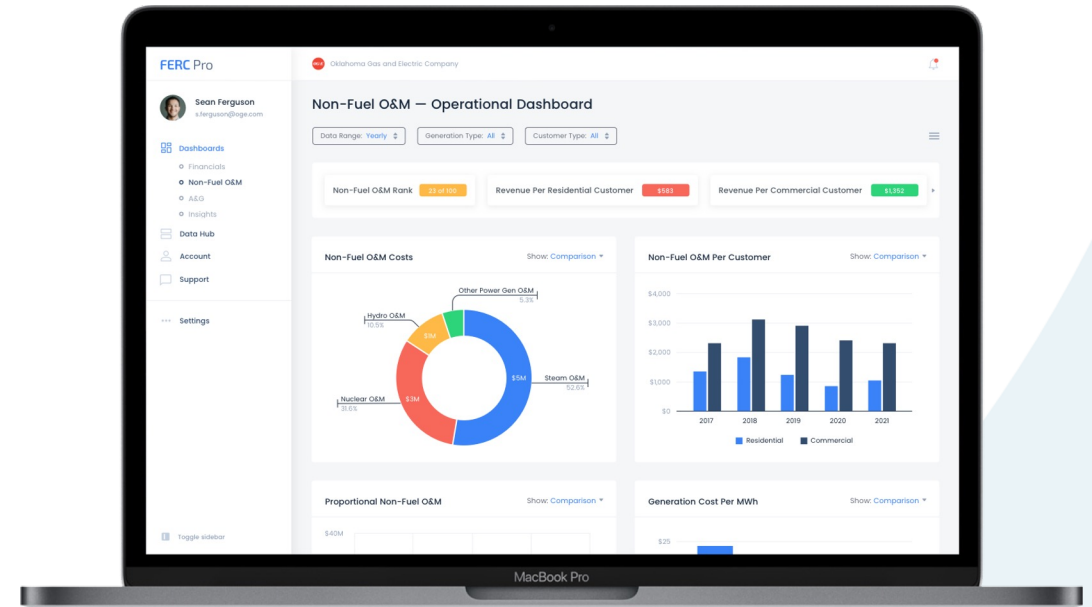 FERC Pro
Oklahoma Gas and Electric Company
Sean Ferguson
s.ferguson@oge.com
Dashboards
Financials
Non-Fuel O&M
A&G
Insights
Data Hub
Account
Support
Settings
Toggle sidebar
Non-Fuel O&M — Operational Dashboard
Data Range: Yearly
Generation Type: All
Customer Type: All
Non-Fuel O&M Rank 23 of 100
Revenue Per Residential Customer $583
Revenue Per Commercial Customer $1,352
Non-Fuel O&M Costs
Show: Comparison
Other Power Gen O&M
5.3%
Hydro O&M
10.5%
$1M
$5M
Steam O&M
52.6%
Nuclear O&M
31.6%
$3M
Non-Fuel O&M Per Customer
Show: Comparison
$4,000
$3,000
$2,000
$1,000
$0
2017 2018 2019 2020 2021
Residential Commercial
Proportional Non-Fuel O&M
Show: Comparison
$40M
Generation Cost Per MWh
Show: Comparison
$25
MacBook Pro